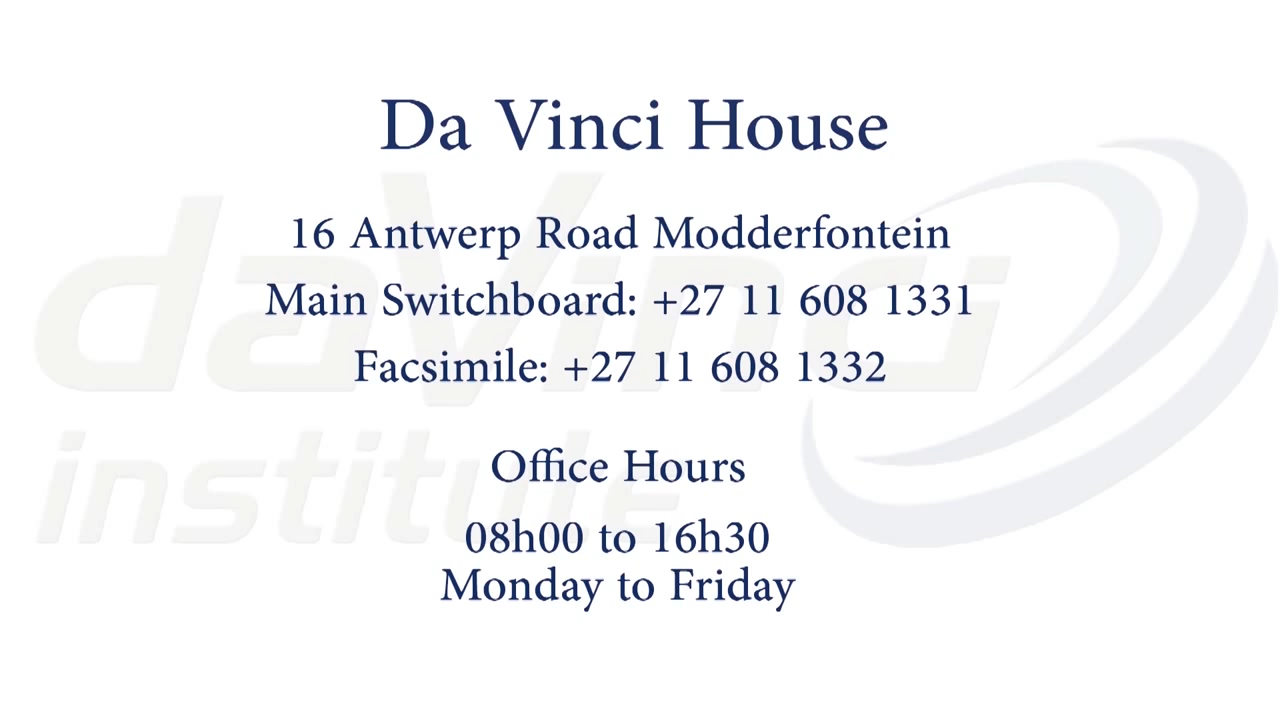 Da Vinci House
16 Antwerp Road Modderfontein
Main Switchboard: +27 11 608 1331
Facsimile: +27 11 608 1332
Office Hours
08h00 to 16h30
Monday to Friday
daVinci
institute